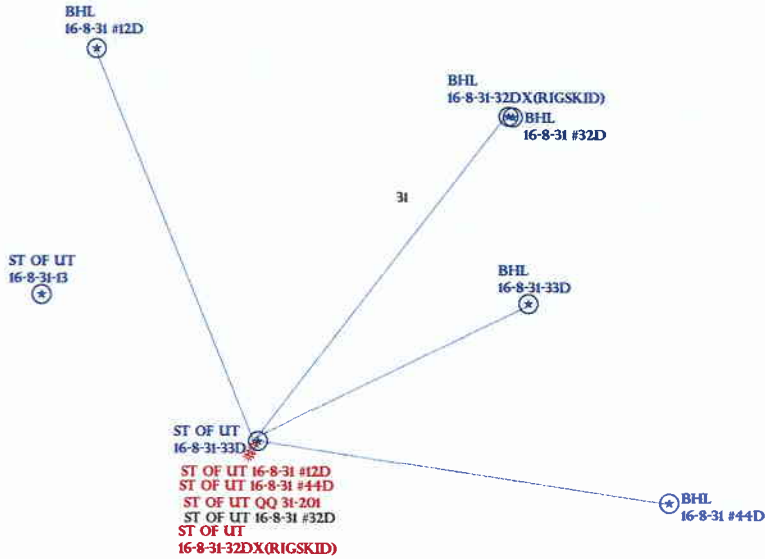 BHL
16-8-31 #12D
BHL
16-8-31-32DX(RIGSKID)
BHL
16-8-31 #32D
31
ST OF UT
16-8-31-13
BHL
16-8-31-33D
ST OF UT
16-8-31-33D
ST OF UT 16-8-31 #12D
ST OF UT 16-8-31 #44D
ST OF UT QQ 31-201
ST OF UT 16-8-31 #32D
ST OF UT
16-8-31-32DX(RIGSKID)
BHL
16-8-31 #44D